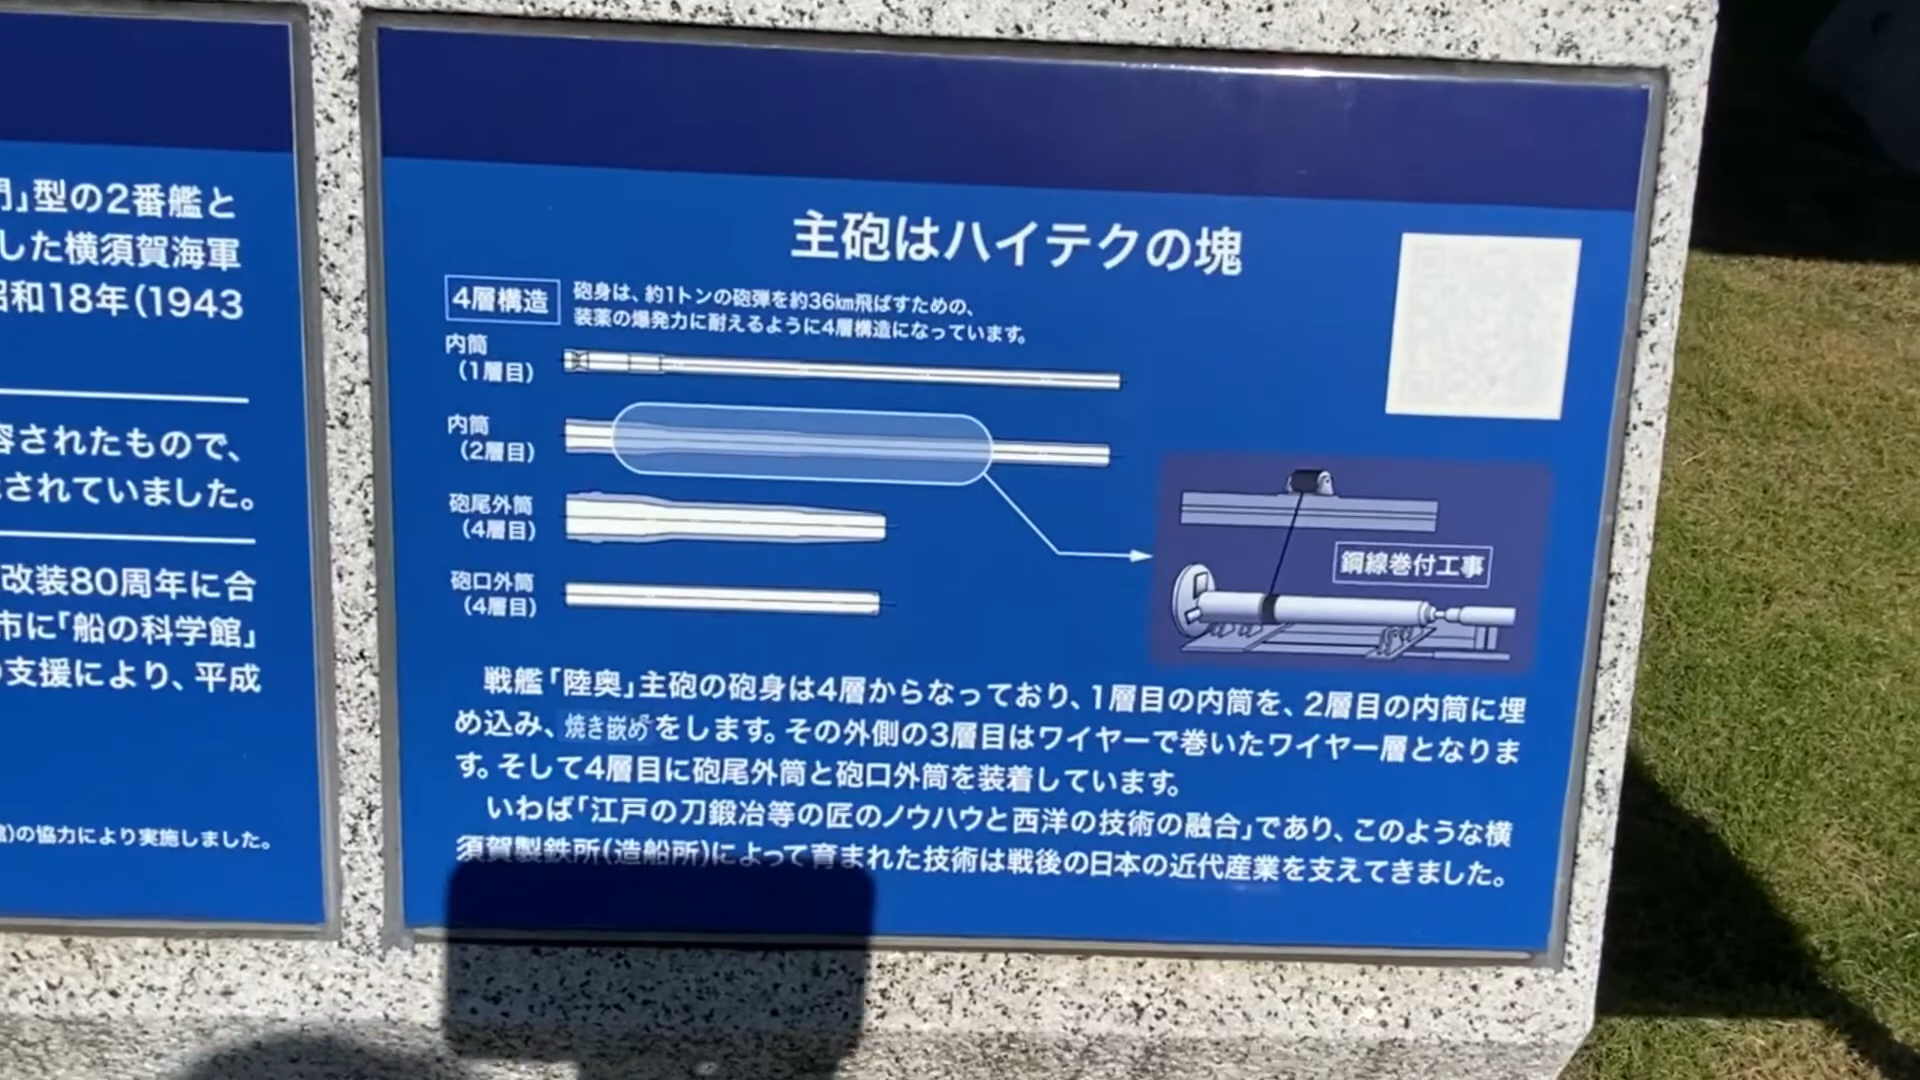 」型の2番艦と
した横須賀海軍
昭和18年(1943
容されたもので、
されていました。
改装80周年に合
市に「船の科学館」
支援により、平成
)の協力により実施しました。
主砲はハイテクの塊
4層構造
砲身は、約1トンの砲弾を約36㎞飛ばすための、
装薬の爆発力に耐えるように4層構造になっています。
内筒
(1層目)
内筒
(2層目)
砲尾外筒
(4層目)
砲口外筒
(4層目)
鋼線巻付工事
戦艦「陸奥」主砲の砲身は4層からなっており、1層目の内筒を、2層目の内筒に埋
め込み、焼き嵌めをします。その外側の3層目はワイヤーで巻いたワイヤー層となりま
す。そして4層目に砲尾外筒と砲口外筒を装着しています。
いわば「江戸の刀鍛冶等の匠のノウハウと西洋の技術の融合」であり、このような横
須賀製鉄所(造船所)によって育まれた技術は戦後の日本の近代産業を支えてきました。